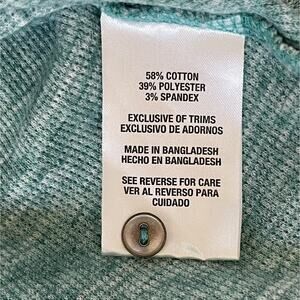 58% COTTON
39% POLYESTER
3% SPANDEX
EXCLUSIVE OF TRIMS
EXCLUSIVO DE ADORNOS
MADE IN BANGLADESH
HECHO EN BANGLADESH
SEE REVERSE FOR CARE
VER AL REVERSO PARA
CUIDADO